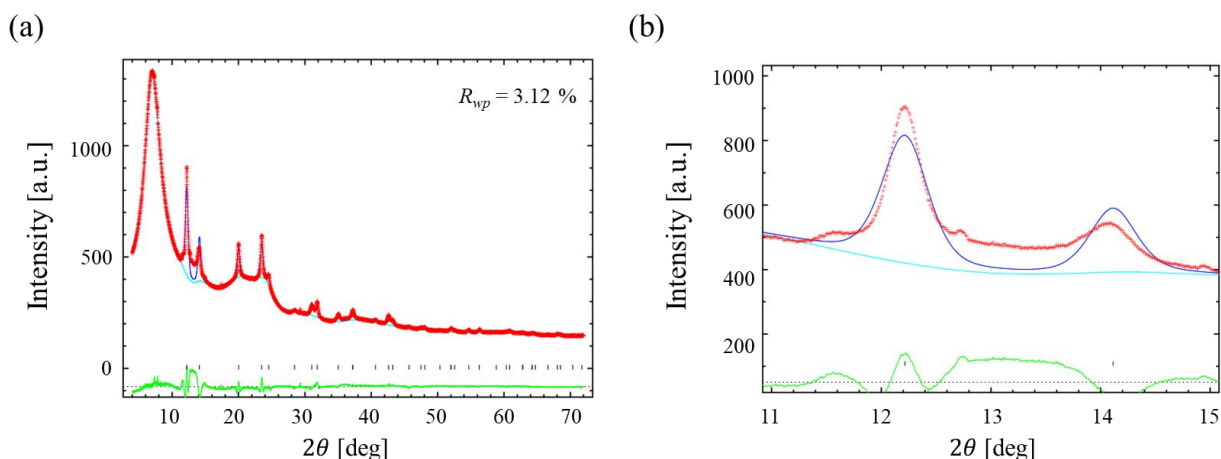 (a)
(b)
R_wp = 3.12 %
Intensity [a.u.]
1000
500
0
10 20 30 40 50 60 70
2θ [deg]
Intensity [a.u.]
1000
800
600
400
200
11 12 13 14 15
2θ [deg]